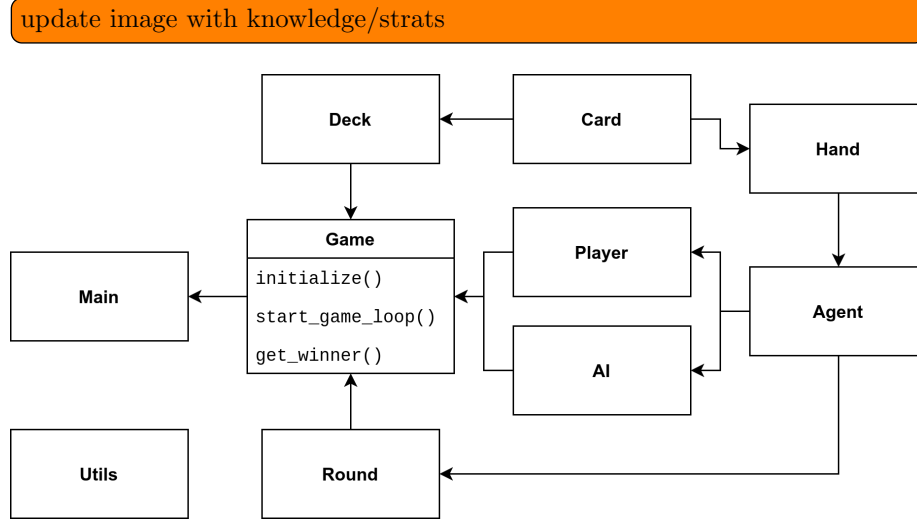 update image with knowledge/strats
Deck
Card
Hand
Game
initialize()
start_game_loop()
get_winner()
Player
Main
Agent
AI
Utils
Round